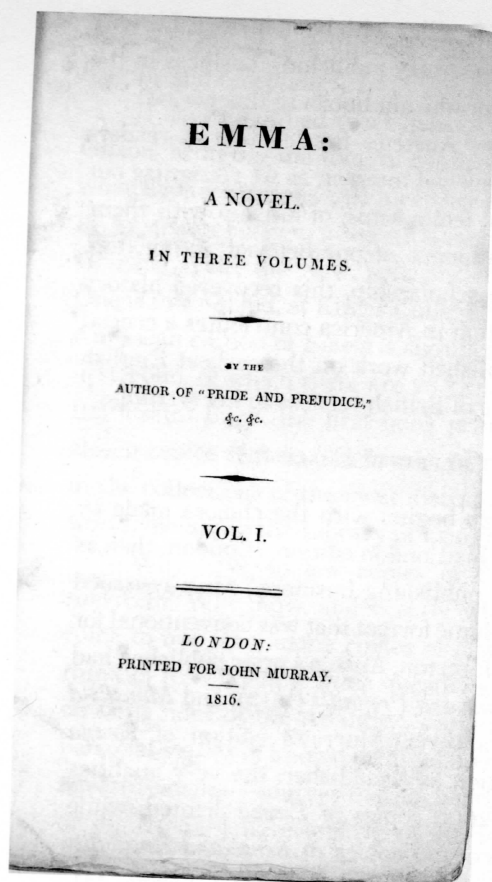 EMMA:
A NOVEL.
IN THREE VOLUMES.
BY THE
AUTHOR OF "PRIDE AND PREJUDICE,"
&c. &c.
VOL. I.
LONDON:
PRINTED FOR JOHN MURRAY.
1816.